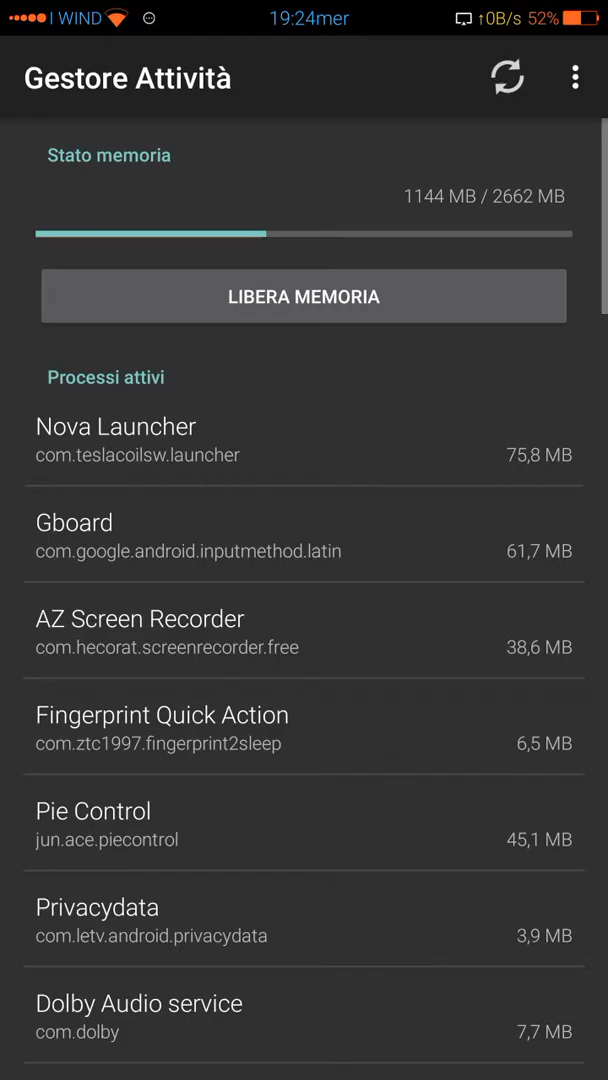 I WIND 19:24mer ↑0B/s 52%
Gestore Attività
Stato memoria
1144 MB / 2662 MB
LIBERA MEMORIA
Processi attivi
Nova Launcher
com.teslacoilsw.launcher 75,8 MB
Gboard
com.google.android.inputmethod.latin 61,7 MB
AZ Screen Recorder
com.hecorat.screenrecorder.free 38,6 MB
Fingerprint Quick Action
com.ztc1997.fingerprint2sleep 6,5 MB
Pie Control
jun.ace.piecontrol 45,1 MB
Privacydata
com.letv.android.privacydata 3,9 MB
Dolby Audio service
com.dolby 7,7 MB